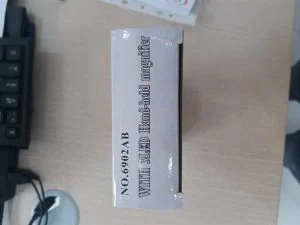 NO.6902AB
WITH 3LED Hand-held magnifier